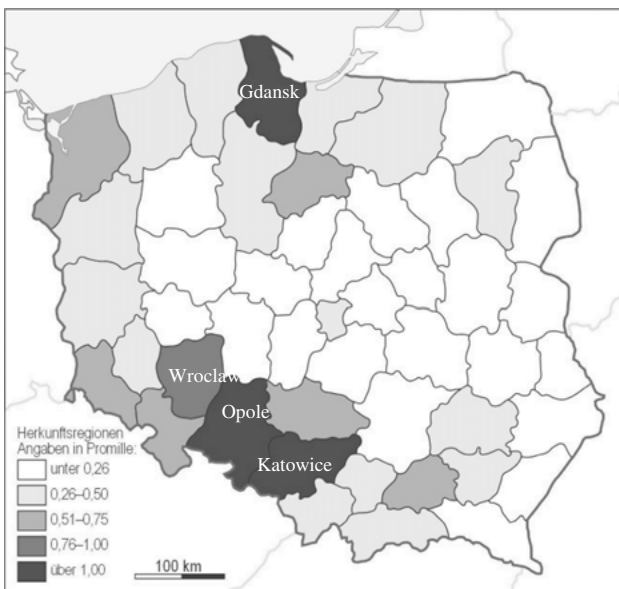 Gdansk
Wroclaw
Opole
Katowice
Herkunftsregionen
Angaben in Promille:
unter 0,26
0,26–0,50
0,51–0,75
0,76–1,00
über 1,00
100 km